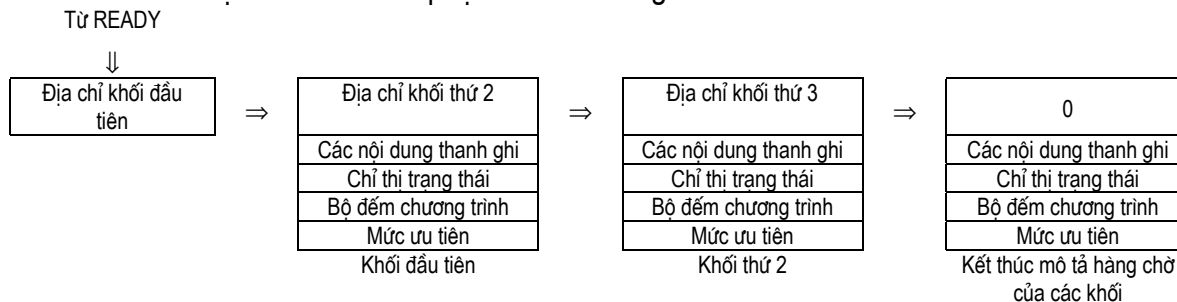 Từ READY
⇓
Địa chỉ khối đầu
tiên
⇒
Địa chỉ khối thứ 2
Các nội dung thanh ghi
Chỉ thị trạng thái
Bộ đếm chương trình
Mức ưu tiên
Khối đầu tiên
⇒
Địa chỉ khối thứ 3
Các nội dung thanh ghi
Chỉ thị trạng thái
Bộ đếm chương trình
Mức ưu tiên
Khối thứ 2
⇒
0
Các nội dung thanh ghi
Chỉ thị trạng thái
Bộ đếm chương trình
Mức ưu tiên
Kết thúc mô tả hàng chờ
của các khối